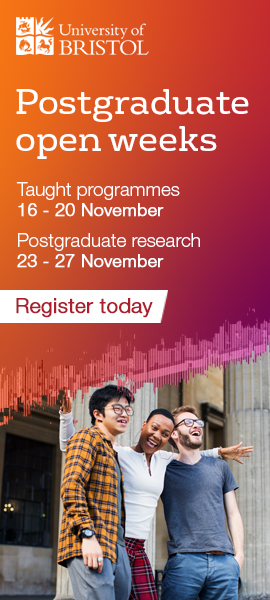 University of
BRISTOL
Postgraduate
open weeks
Taught programmes
16 - 20 November
Postgraduate research
23 - 27 November
Register today